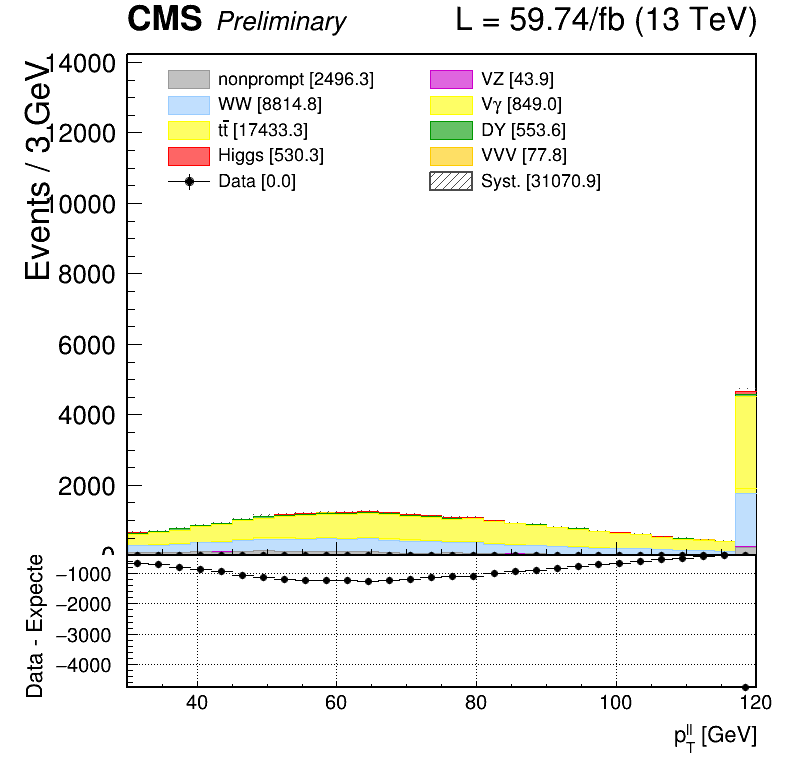 CMS Preliminary L = 59.74/fb (13 TeV)
Events / 3 GeV
14000
12000
10000
8000
6000
4000
2000
0
nonprompt [2496.3]
WW [8814.8]
tt̄ [17433.3]
Higgs [530.3]
Data [0.0]
VZ [43.9]
Vγ [849.0]
DY [553.6]
VVV [77.8]
Syst. [31070.9]
Data - Expecte
−1000
−2000
−3000
−4000
40 60 80 100 120
p_T^ll [GeV]